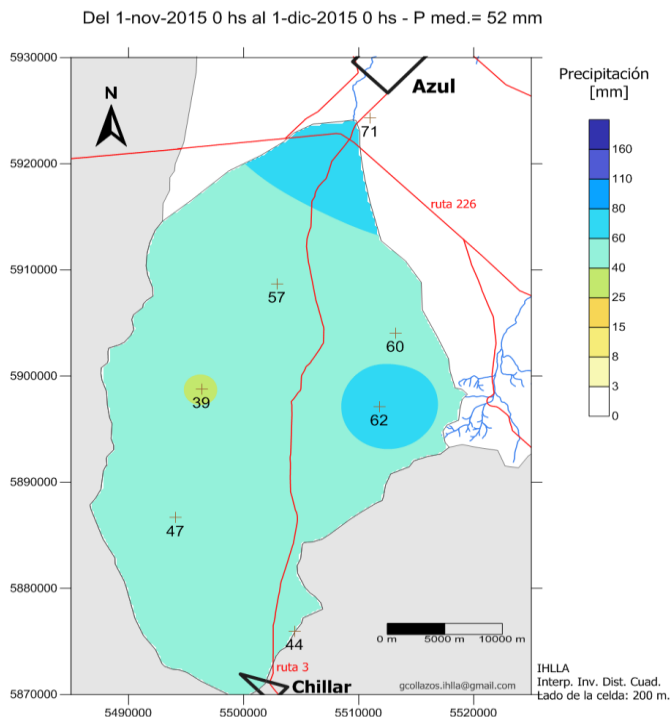 Del 1-nov-2015 0 hs al 1-dic-2015 0 hs - P med.= 52 mm
5930000
5920000
5910000
5900000
5890000
5880000
5870000
5490000
5500000
5510000
5520000
N
Azul
71
ruta 226
57
60
39
62
47
44
ruta 3
Chillar
0 m 5000 m 10000 m
gcollazos.ihlla@gmail.com
Precipitación
[mm]
160
110
80
60
40
25
15
8
3
0
IHLLA
Interp. Inv. Dist. Cuad.
Lado de la celda: 200 m.